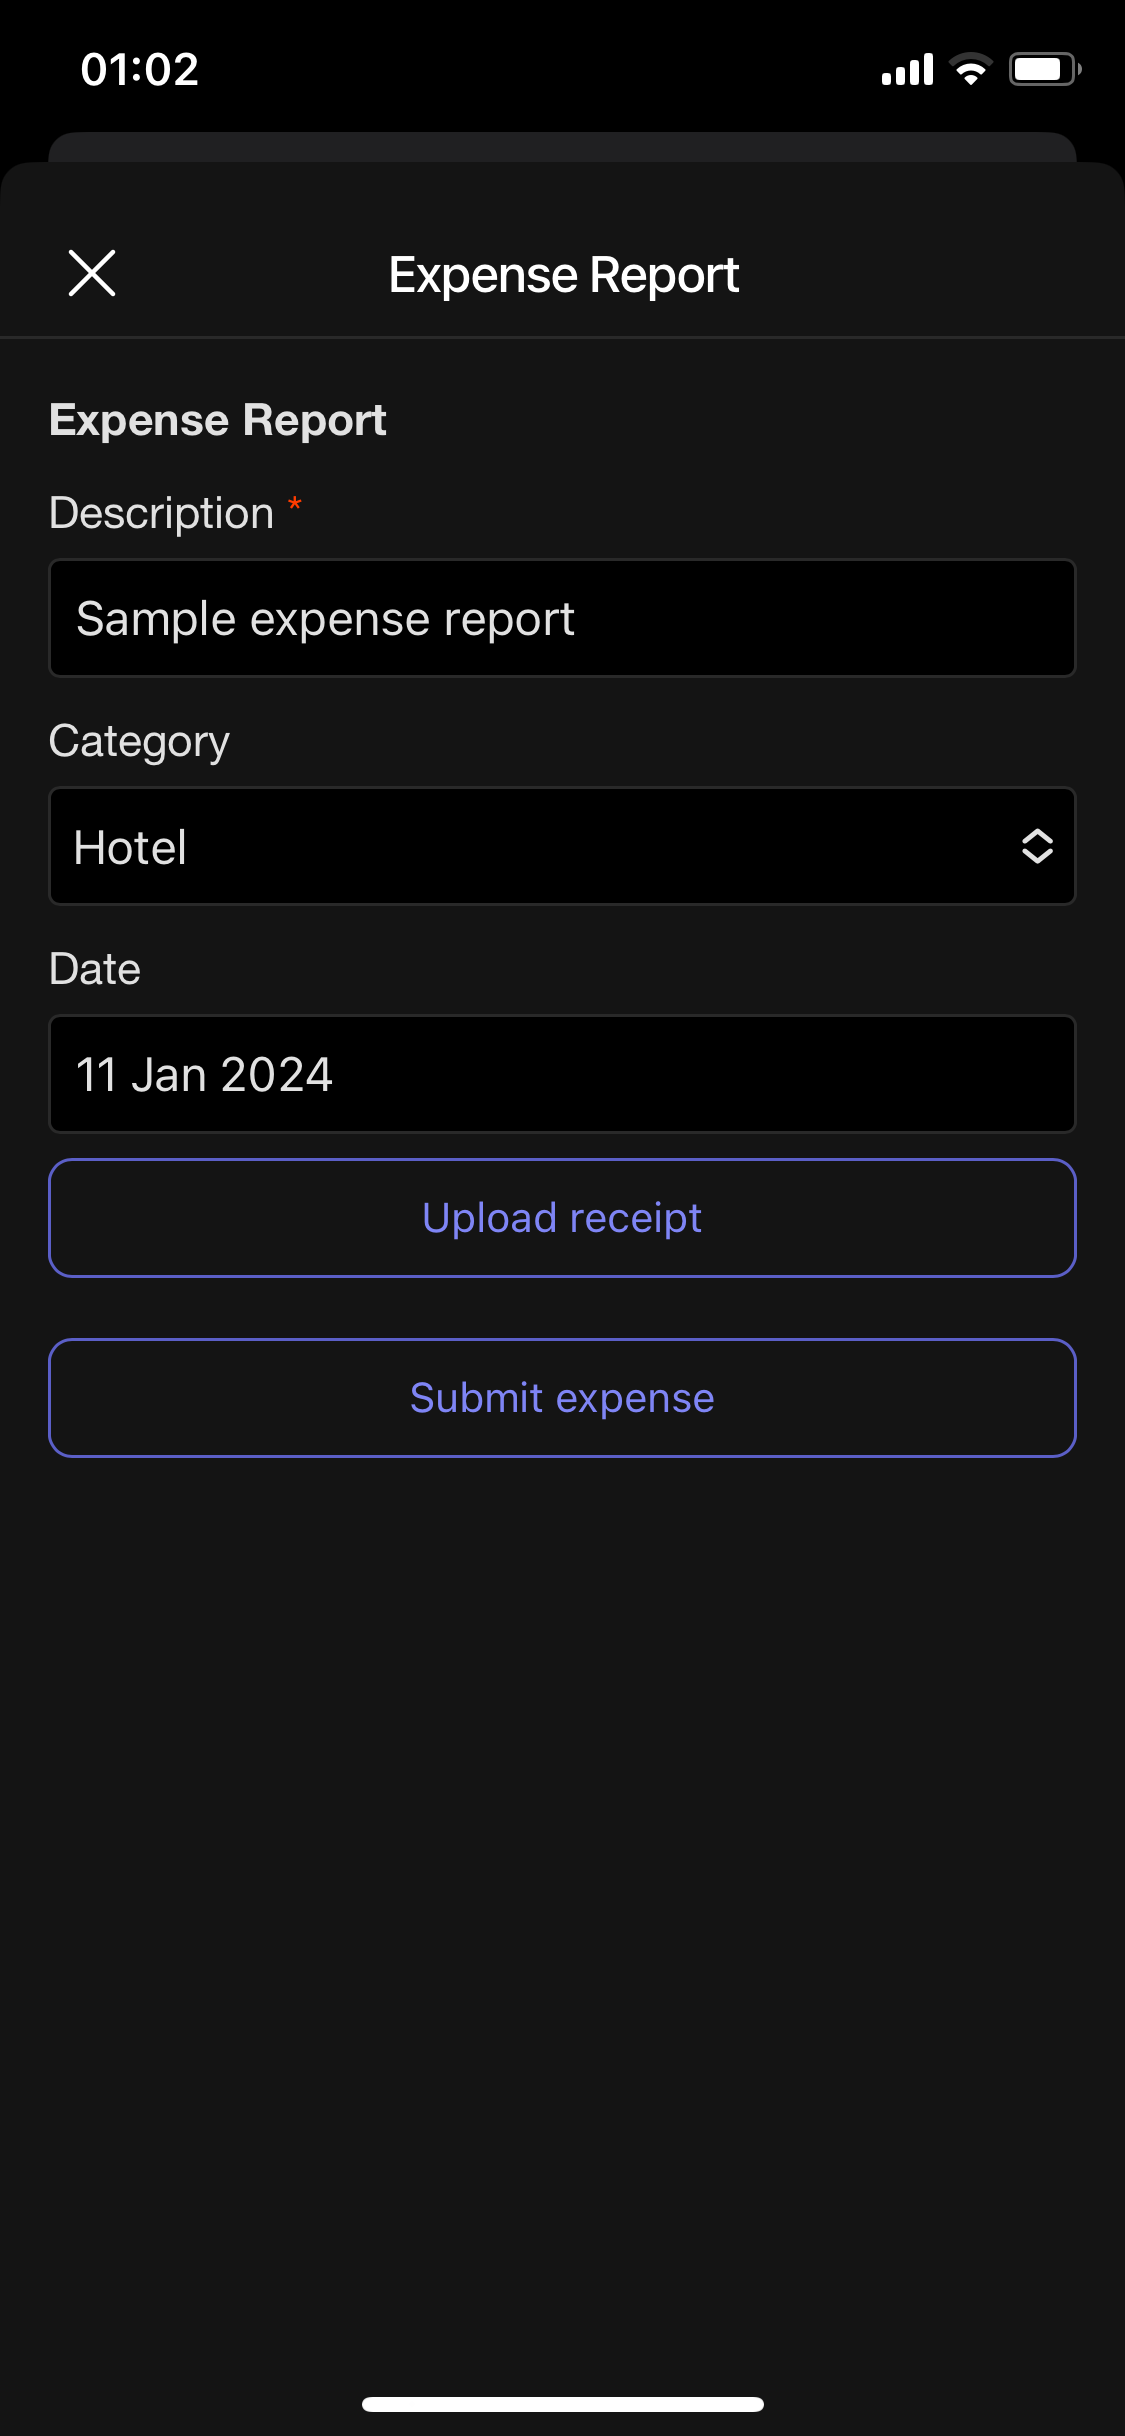 01:02
Expense Report
Expense Report
Description *
Sample expense report
Category
Hotel
Date
11 Jan 2024
Upload receipt
Submit expense